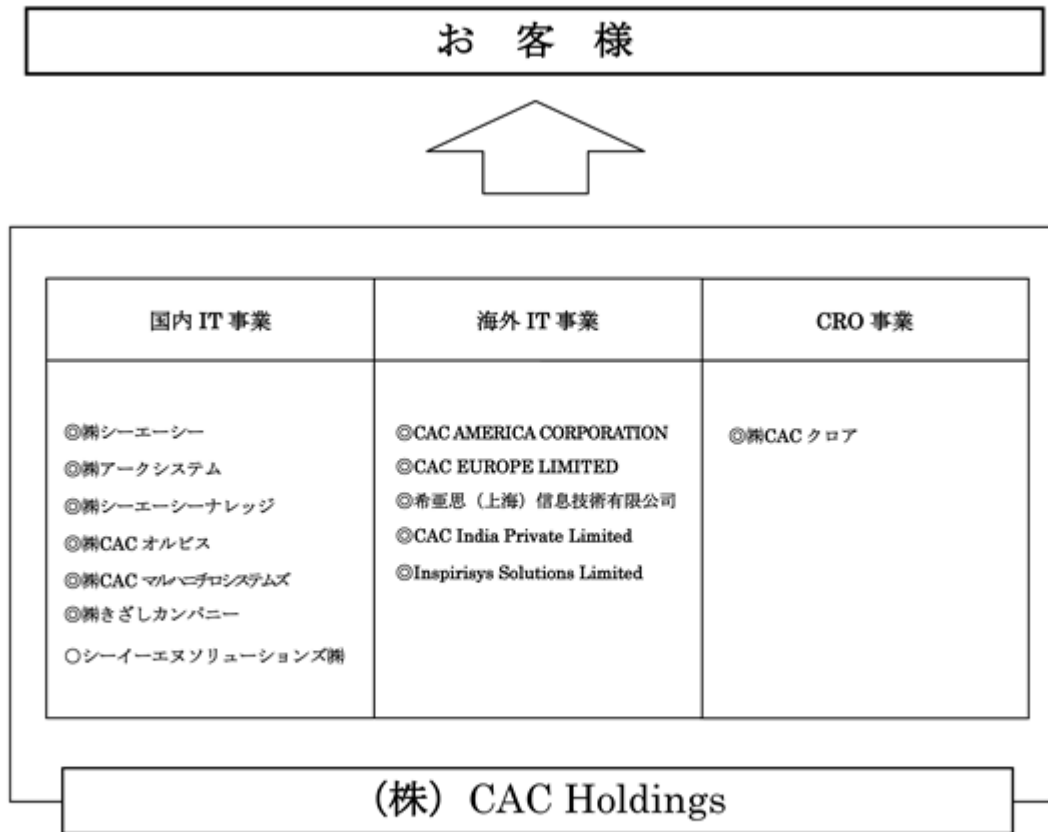 お 客 様
国内 IT 事業
海外 IT 事業
CRO 事業
◎㈱シーエーシー
◎㈱アークシステム
◎㈱シーエーシーナレッジ
◎㈱CAC オルビス
◎㈱CAC マルハニチロシステムズ
◎㈱きざしカンパニー
○シーイーエヌソリューションズ㈱
◎CAC AMERICA CORPORATION
◎CAC EUROPE LIMITED
◎希亜思（上海）信息技術有限公司
◎CAC India Private Limited
◎Inspirisys Solutions Limited
◎㈱CAC クロア
（株）CAC Holdings